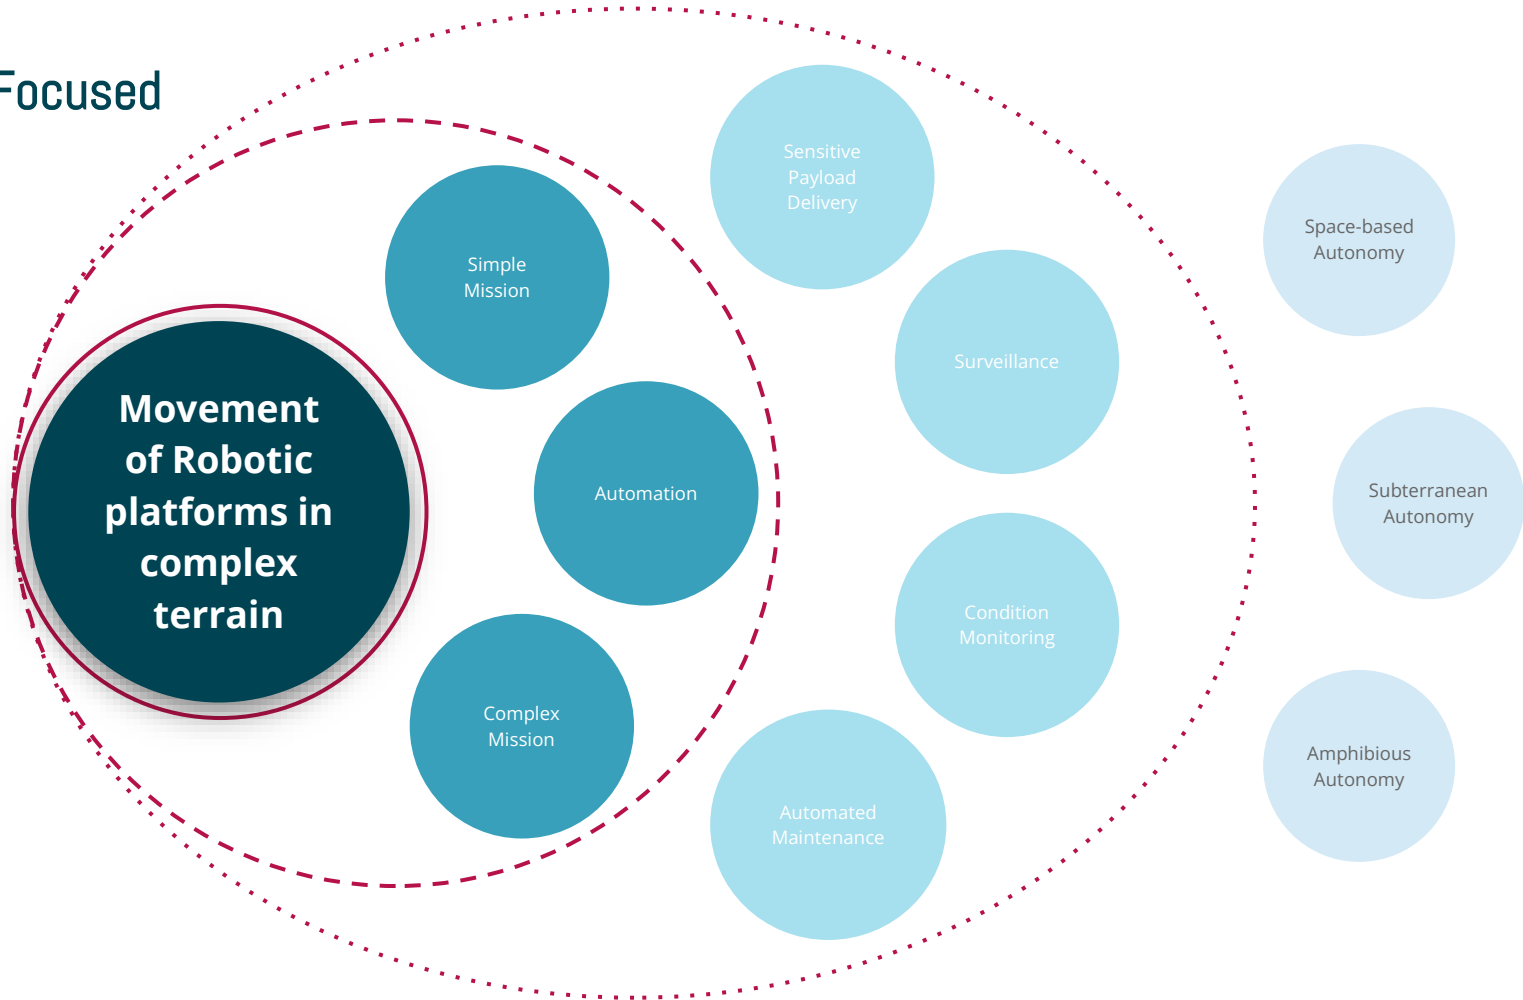 Focused
Movement
of Robotic
platforms in
complex
terrain
Simple
Mission
Automation
Complex
Mission
Sensitive
Payload
Delivery
Surveillance
Condition
Monitoring
Automated
Maintenance
Space-based
Autonomy
Subterranean
Autonomy
Amphibious
Autonomy